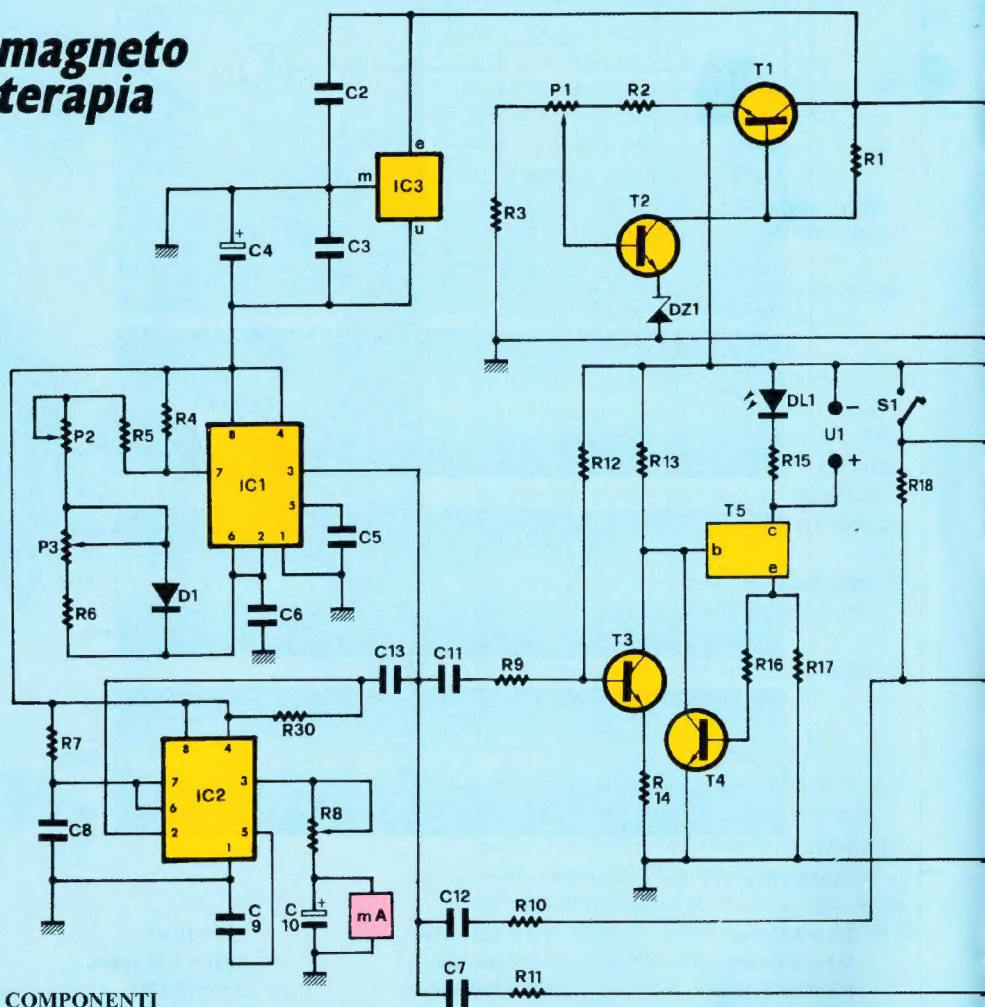 magneto
terapia
C2
e
m
IC3
u
C4
+
C3
P1
R2
T1
R1
R3
T2
DZ1
P2
R5
R4
8
4
7
IC1
3
5
6
2
1
C5
P3
R6
D1
C6
R12
R13
DL1
R15
U1
-
+
S1
R18
T5
b
c
e
C13
C11
R9
T3
R16
R17
T4
R
14
R30
R7
8
4
7
6
2
IC2
3
5
1
C8
R8
C
9
C
10
+
mA
C12
R10
C7
R11
COMPONENTI